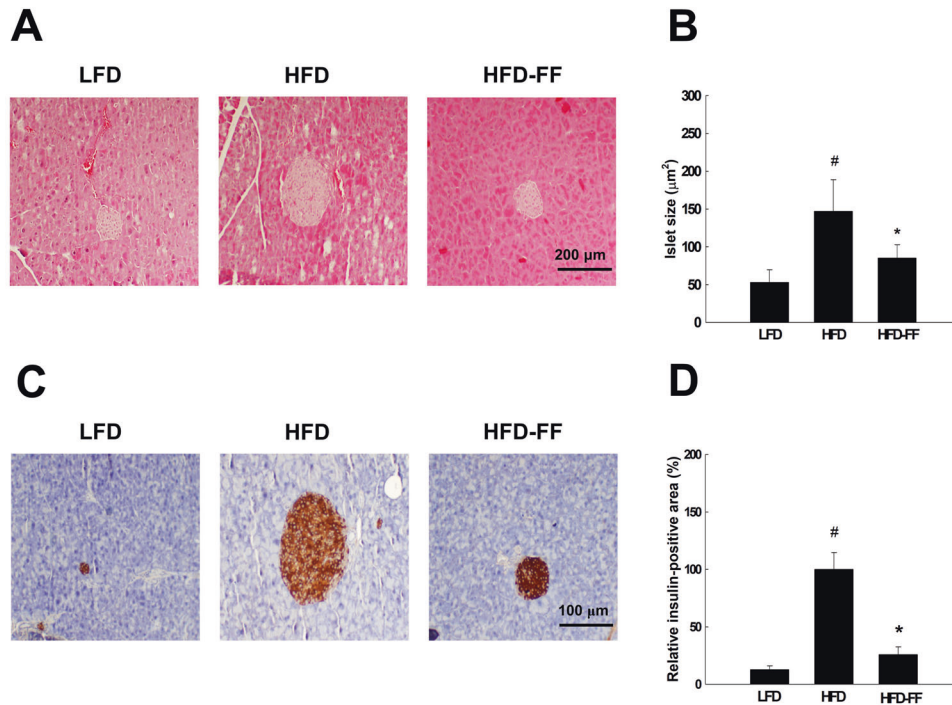 A
LFD HFD HFD-FF
200 μm
B
Islet size (μm²)
300
250
200
150
100
50
0
#
*
LFD HFD HFD-FF
C
LFD HFD HFD-FF
100 μm
D
Relative insulin-positive area (%)
200
150
100
50
0
#
*
LFD HFD HFD-FF